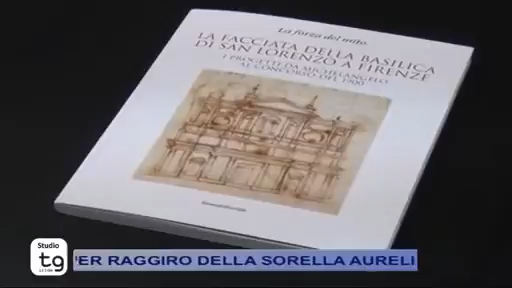 La forza del mito
LA FACCIATA DELLA BASILICA
DI SAN LORENZO A FIRENZE
I PROGETTI DA MICHELANGELO
AL CONCORSO DEL 1900
Studio
tg
'ER RAGGIRO DELLA SORELLA AURELI